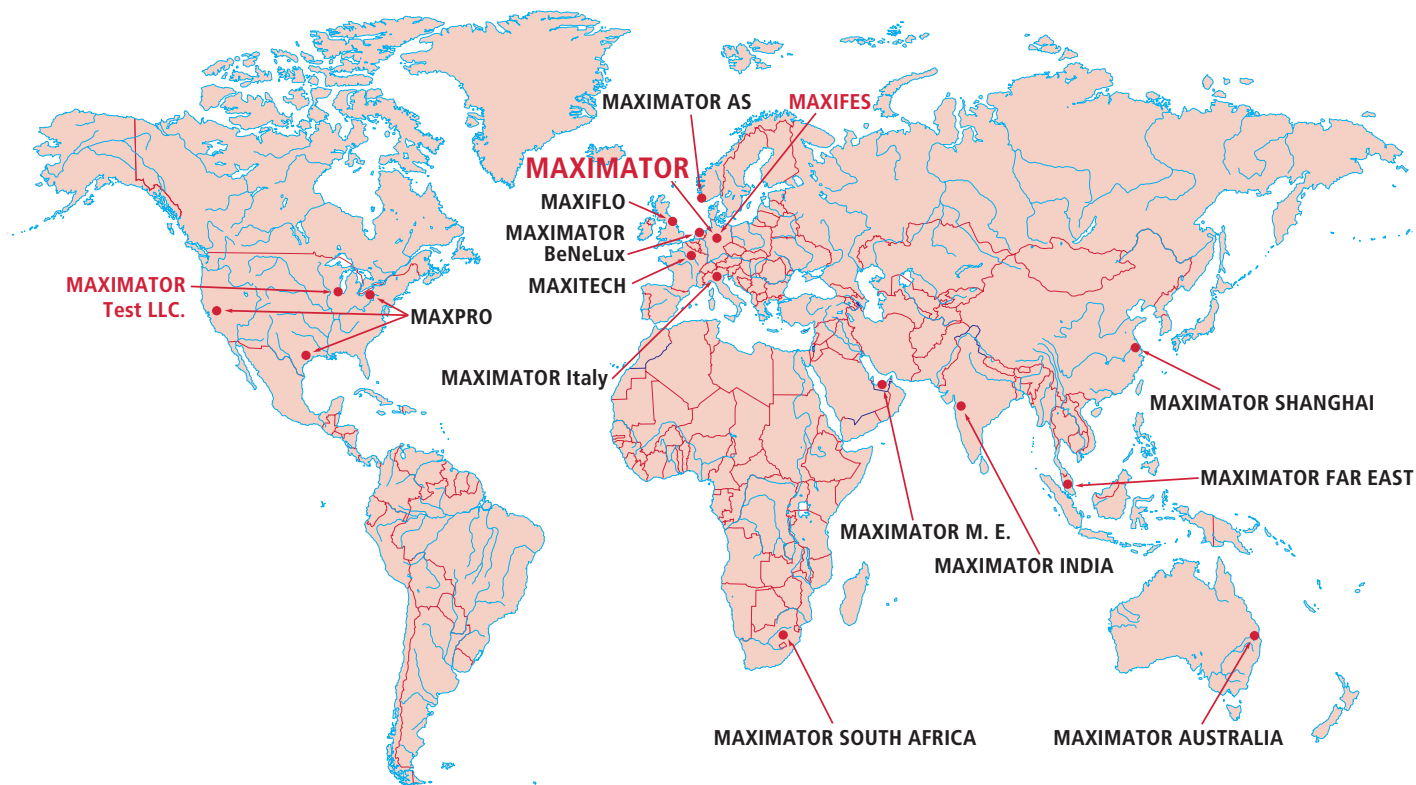 MAXIMATOR AS
MAXIFES
MAXIMATOR
MAXIFLO
MAXIMATOR
BeNeLux
MAXITECH
MAXIMATOR
Test LLC.
MAXPRO
MAXIMATOR Italy
MAXIMATOR SHANGHAI
MAXIMATOR FAR EAST
MAXIMATOR M. E.
MAXIMATOR INDIA
MAXIMATOR SOUTH AFRICA
MAXIMATOR AUSTRALIA